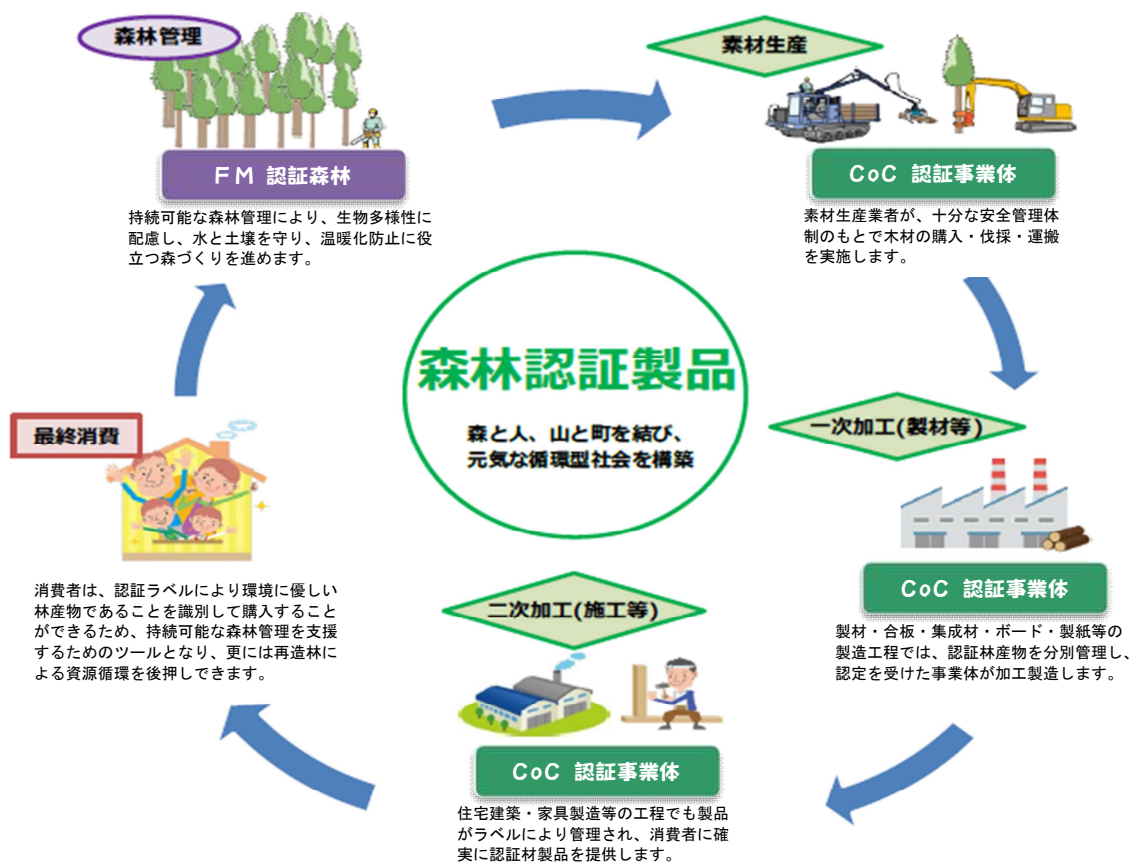 森林管理
FM 認証森林
持続可能な森林管理により、生物多様性に
配慮し、水と土壌を守り、温暖化防止に役
立つ森づくりを進めます。
素材生産
CoC 認証事業体
素材生産業者が、十分な安全管理体
制のもとで木材の購入・伐採・運搬
を実施します。
森林認証製品
森と人、山と町を結び、
元気な循環型社会を構築
一次加工(製材等)
CoC 認証事業体
製材・合板・集成材・ボード・製紙等の
製造工程では、認証林産物を分別管理し、
認定を受けた事業体が加工製造します。
二次加工(施工等)
CoC 認証事業体
住宅建築・家具製造等の工程でも製品
がラベルにより管理され、消費者に確
実に認証材製品を提供します。
最終消費
消費者は、認証ラベルにより環境に優しい
林産物であることを識別して購入すること
ができるため、持続可能な森林管理を支援
するためのツールとなり、更には再造林
による資源循環を後押しできます。